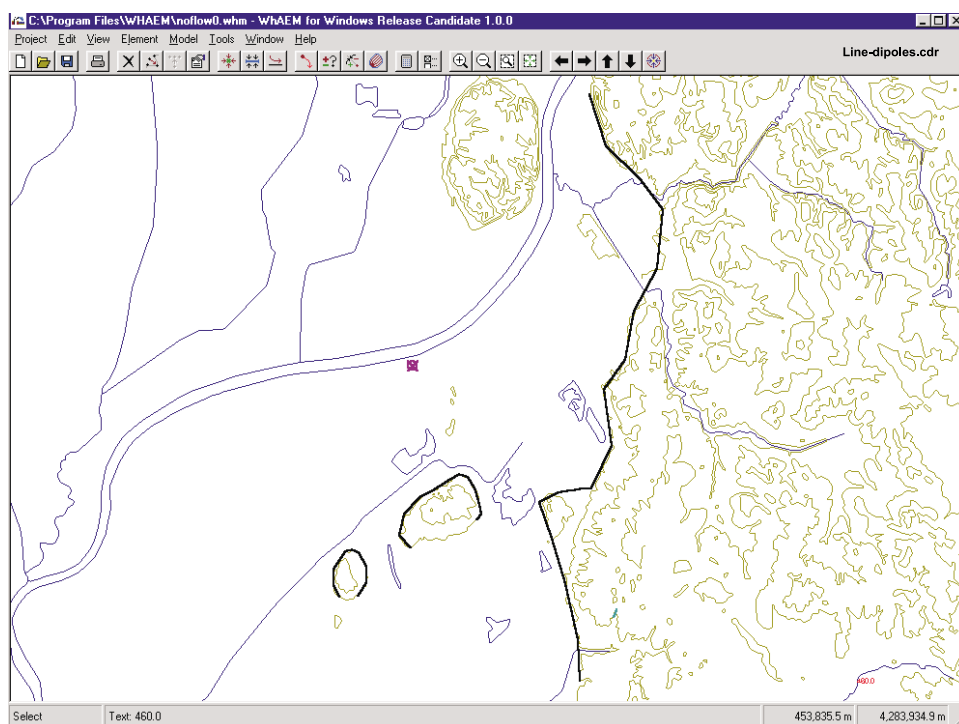 C:\Program Files\WHAEM\noflow0.whm - WhAEM for Windows Release Candidate 1.0.0
Project Edit View Element Model Tools Window Help
Line-dipoles.cdr
460.0
Select Text: 460.0 453,835.5 m 4,283,934.9 m